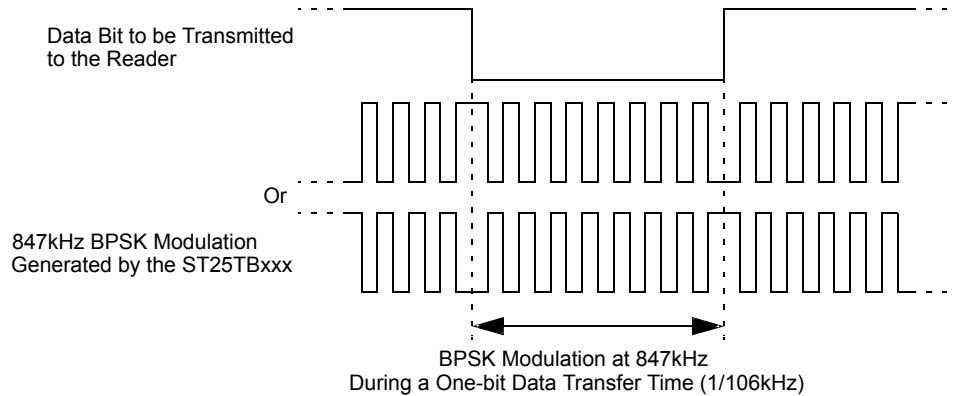 Data Bit to be Transmitted
to the Reader
Or
847kHz BPSK Modulation
Generated by the ST25TBxxx
BPSK Modulation at 847kHz
During a One-bit Data Transfer Time (1/106kHz)